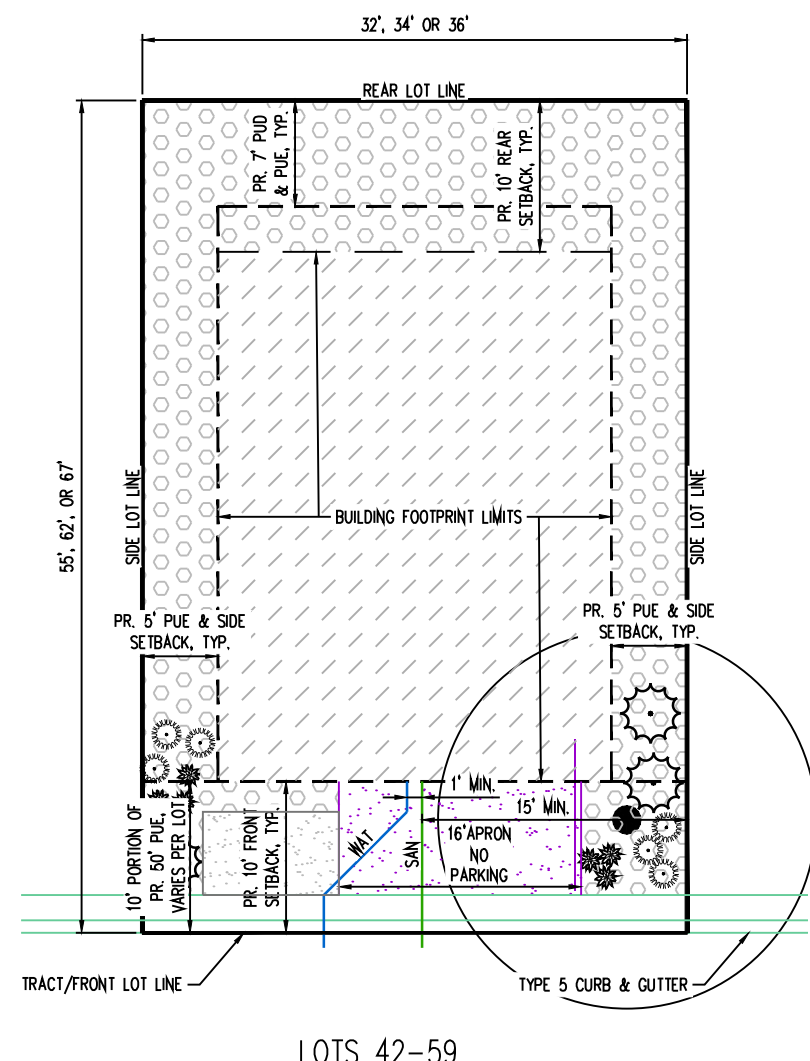 32', 34' OR 36'
REAR LOT LINE
PR. 7' PUD
& PUE, TYP.
PR. 10' REAR
SETBACK, TYP.
55', 62', OR 67'
SIDE LOT LINE
SIDE LOT LINE
BUILDING FOOTPRINT LIMITS
PR. 5' PUE & SIDE
SETBACK, TYP.
PR. 5' PUE & SIDE
SETBACK, TYP.
10' PORTION OF
PR. 50' PUE,
VARIES PER LOT
PR. 10' FRONT
SETBACK, TYP.
WAT
SAN
1' MIN.
15' MIN.
16' APRON
NO
PARKING
TRACT/FRONT LOT LINE
TYPE 5 CURB & GUTTER
LOTS 42-59